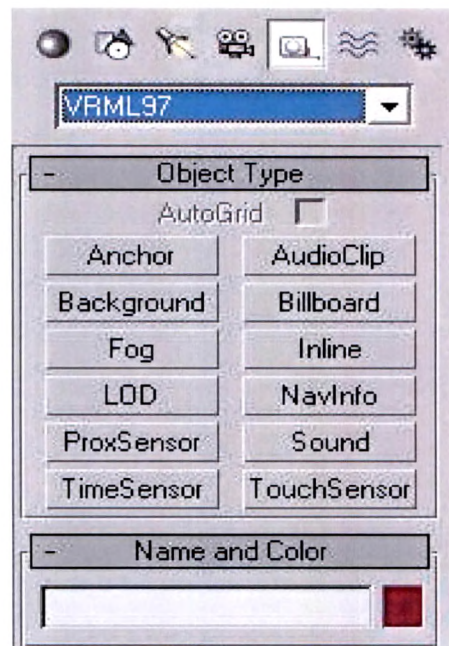 VRML97
- Object Type
AutoGrid
Anchor AudioClip
Background Billboard
Fog Inline
LOD NavInfo
ProxSensor Sound
TimeSensor TouchSensor
- Name and Color